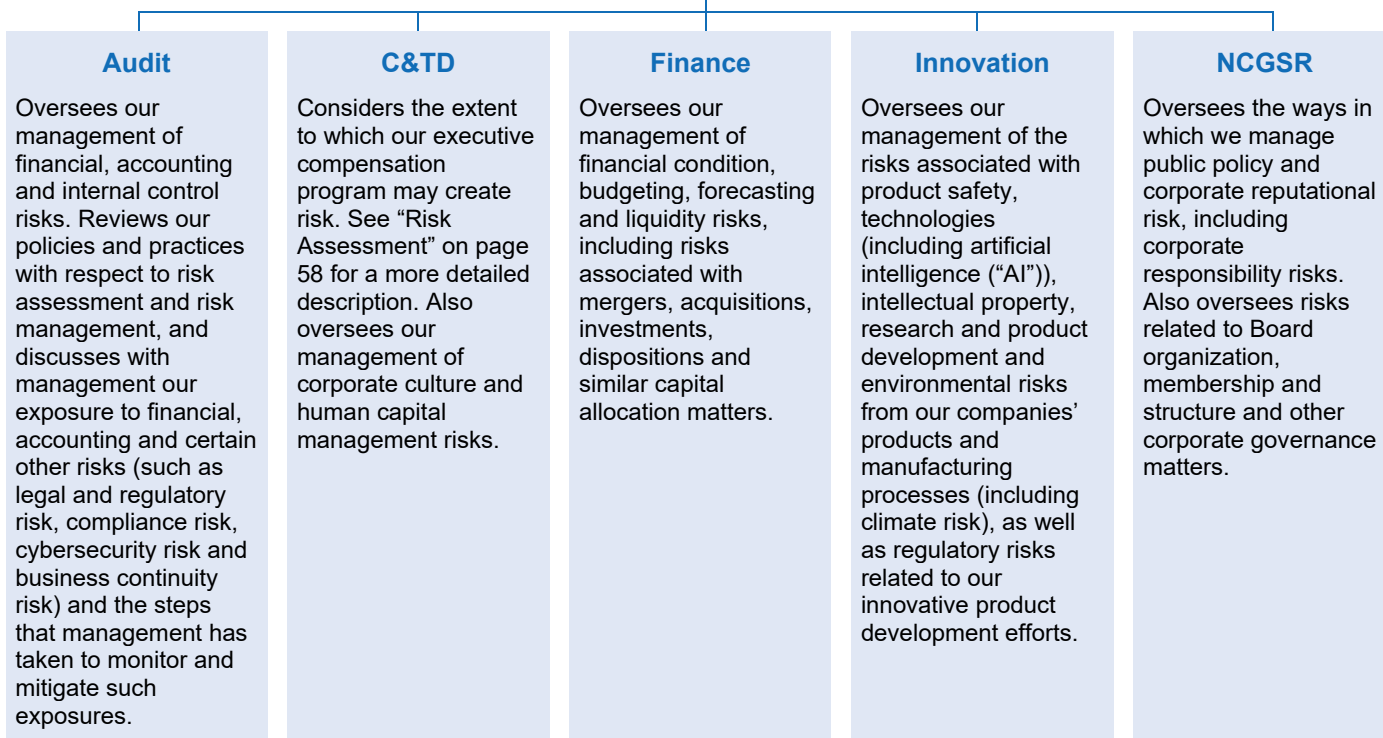 Audit
Oversees our
management of
financial, accounting
and internal control
risks. Reviews our
policies and practices
with respect to risk
assessment and risk
management, and
discusses with
management our
exposure to financial,
accounting and certain
other risks (such as
legal and regulatory
risk, compliance risk,
cybersecurity risk and
business continuity
risk) and the steps
that management has
taken to monitor and
mitigate such
exposures.
C&TD
Considers the extent
to which our executive
compensation
program may create
risk. See “Risk
Assessment” on page
58 for a more detailed
description. Also
oversees our
management of
corporate culture and
human capital
management risks.
Finance
Oversees our
management of
financial condition,
budgeting, forecasting
and liquidity risks,
including risks
associated with
mergers, acquisitions,
investments,
dispositions and
similar capital
allocation matters.
Innovation
Oversees our
management of the
risks associated with
product safety,
technologies
(including artificial
intelligence (“AI”)),
intellectual property,
research and product
development and
environmental risks
from our companies’
products and
manufacturing
processes (including
climate risk), as well
as regulatory risks
related to our
innovative product
development efforts.
NCGSR
Oversees the ways in
which we manage
public policy and
corporate reputational
risk, including
corporate
responsibility risks.
Also oversees risks
related to Board
organization,
membership and
structure and other
corporate governance
matters.